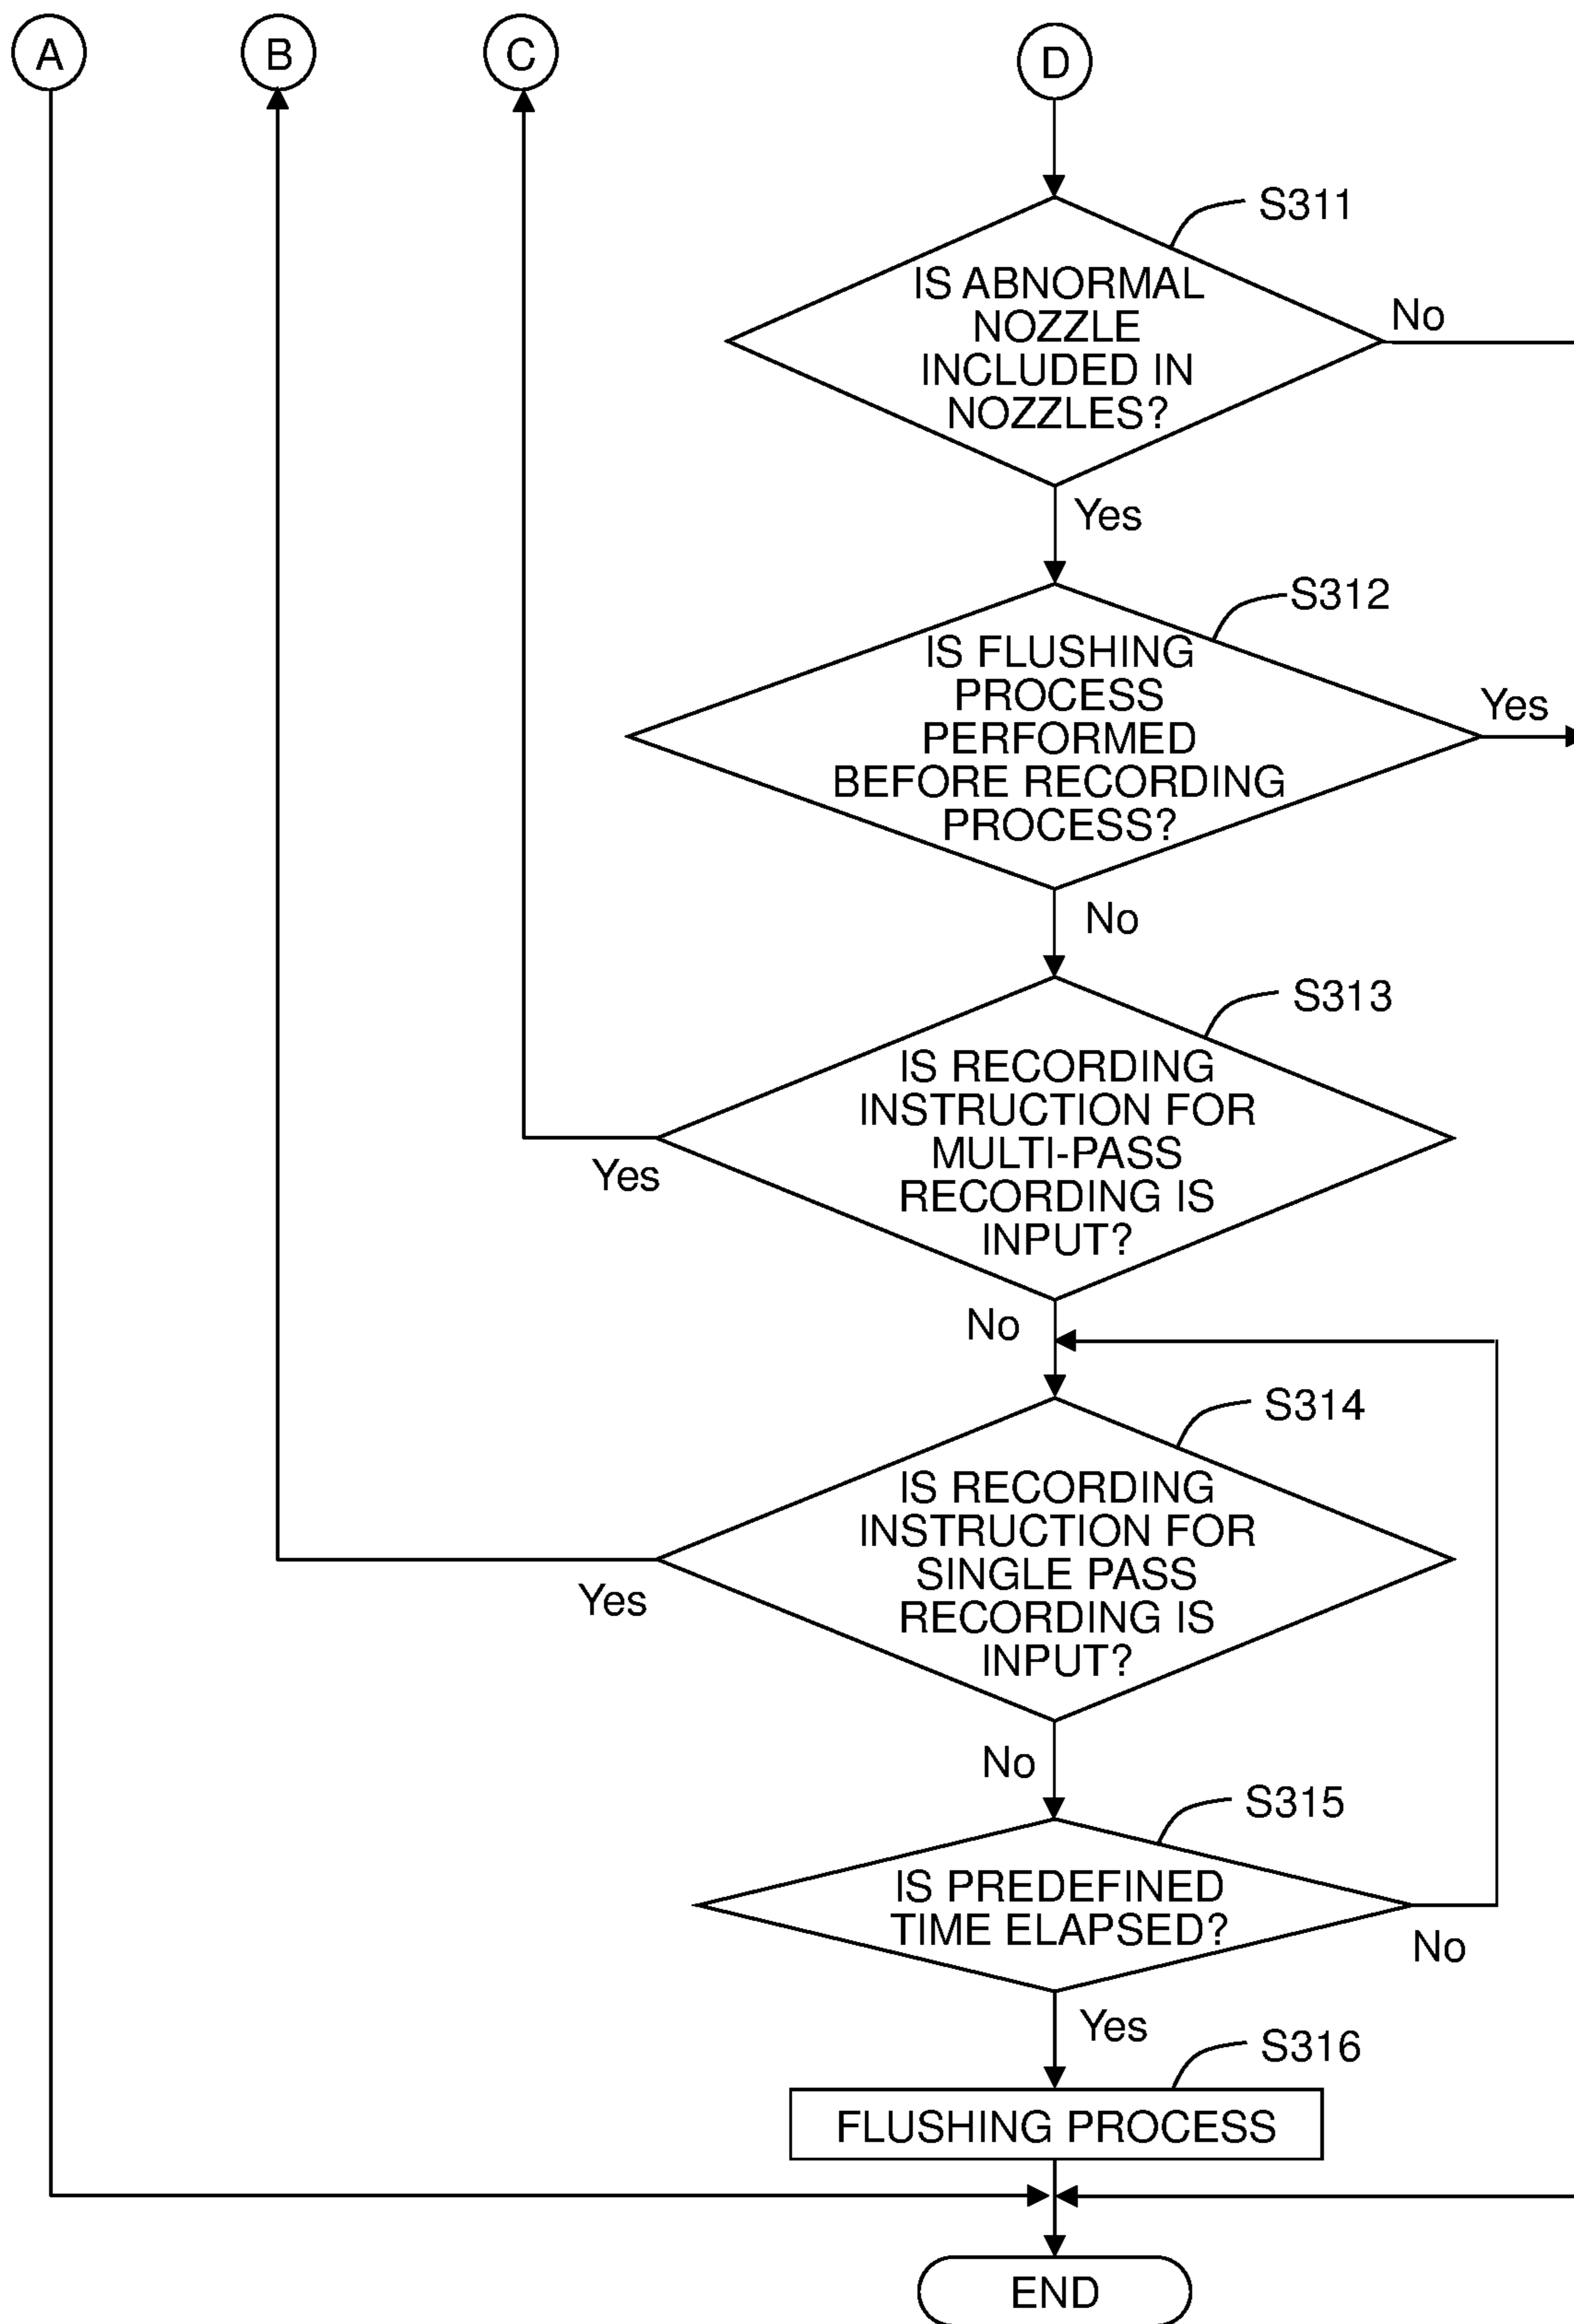 A
B
C
D
S311
IS ABNORMAL
NOZZLE
INCLUDED IN
NOZZLES?
No
Yes
S312
IS FLUSHING
PROCESS
PERFORMED
BEFORE RECORDING
PROCESS?
Yes
No
S313
IS RECORDING
INSTRUCTION FOR
MULTI-PASS
RECORDING IS
INPUT?
Yes
No
S314
IS RECORDING
INSTRUCTION FOR
SINGLE PASS
RECORDING IS
INPUT?
Yes
No
S315
IS PREDEFINED
TIME ELAPSED?
No
Yes
S316
FLUSHING PROCESS
END